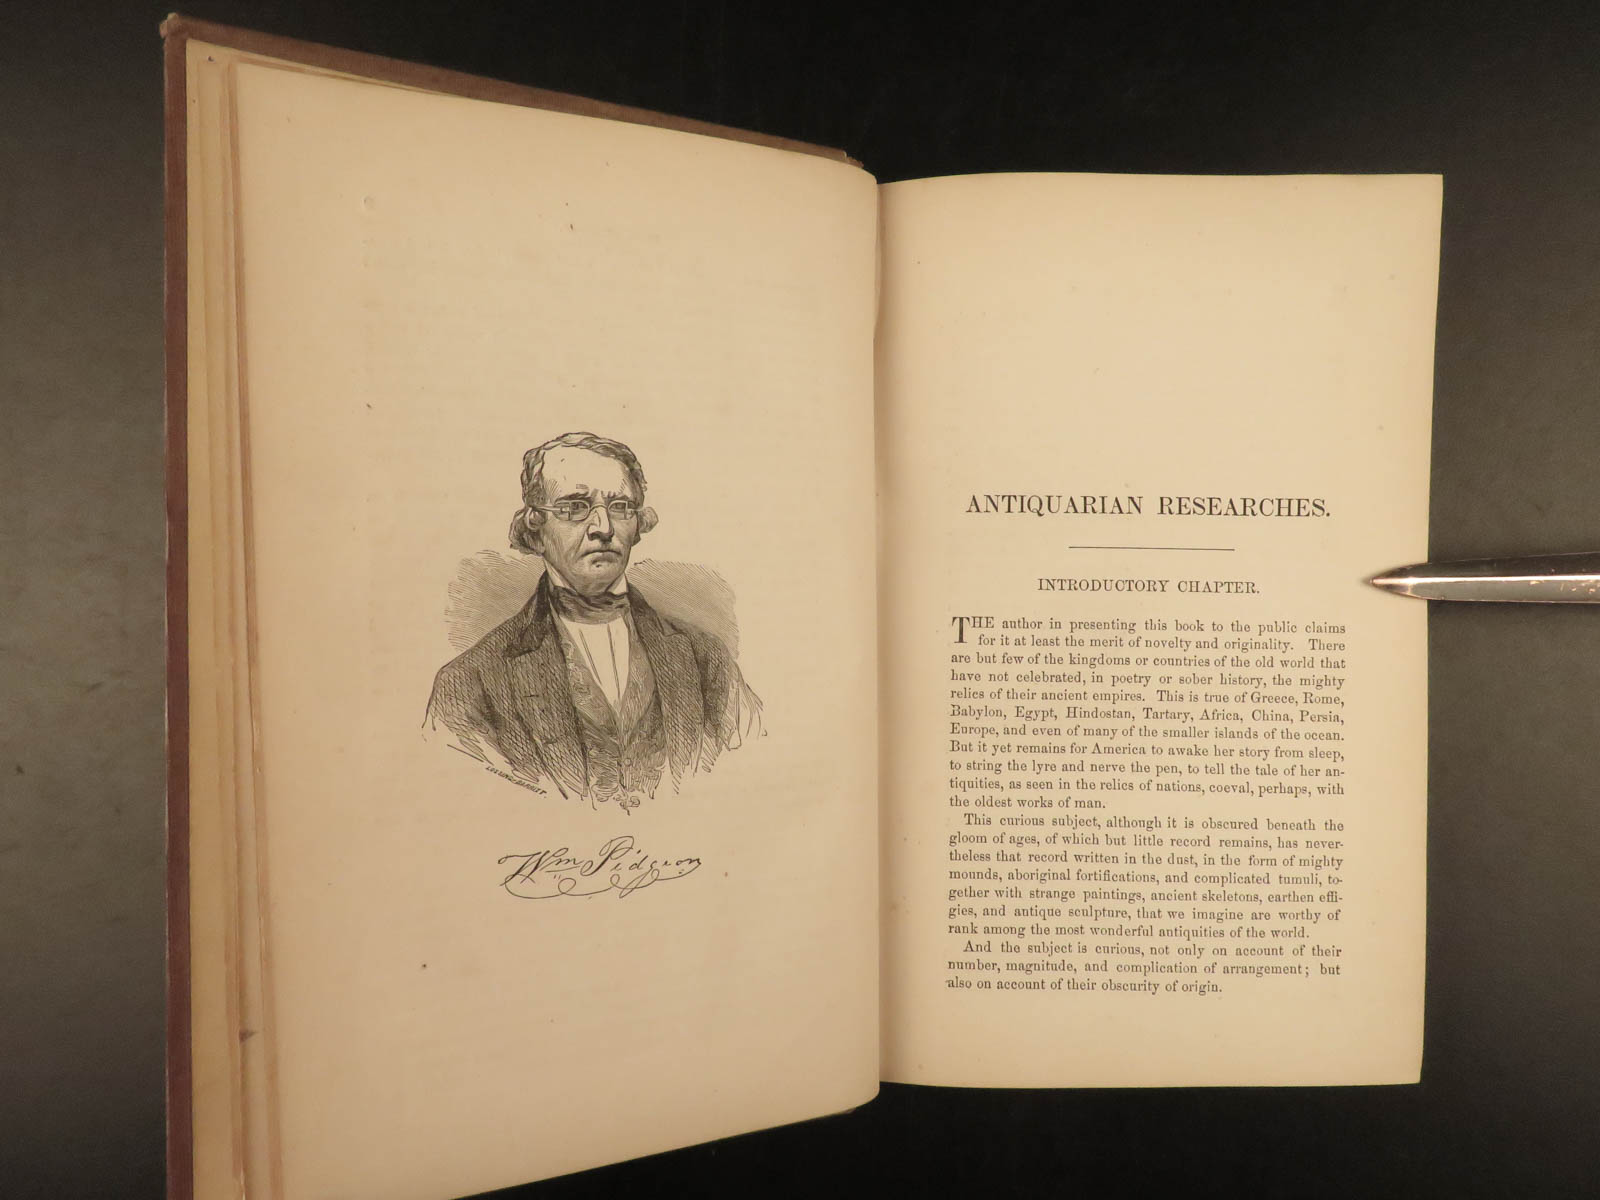 LOSSING-BARRITT.
Wm Pidgeon
ANTIQUARIAN RESEARCHES.
INTRODUCTORY CHAPTER.
THE author in presenting this book to the public claims
for it at least the merit of novelty and originality. There
are but few of the kingdoms or countries of the old world that
have not celebrated, in poetry or sober history, the mighty
relics of their ancient empires. This is true of Greece, Rome,
Babylon, Egypt, Hindostan, Tartary, Africa, China, Persia,
Europe, and even of many of the smaller islands of the ocean.
But it yet remains for America to awake her story from sleep,
to string the lyre and nerve the pen, to tell the tale of her an-
tiquities, as seen in the relics of nations, coeval, perhaps, with
the oldest works of man.
This curious subject, although it is obscured beneath the
gloom of ages, of which but little record remains, has never-
theless that record written in the dust, in the form of mighty
mounds, aboriginal fortifications, and complicated tumuli, to-
gether with strange paintings, ancient skeletons, earthen effi-
gies, and antique sculpture, that we imagine are worthy of
rank among the most wonderful antiquities of the world.
And the subject is curious, not only on account of their
number, magnitude, and complication of arrangement; but
also on account of their obscurity of origin.